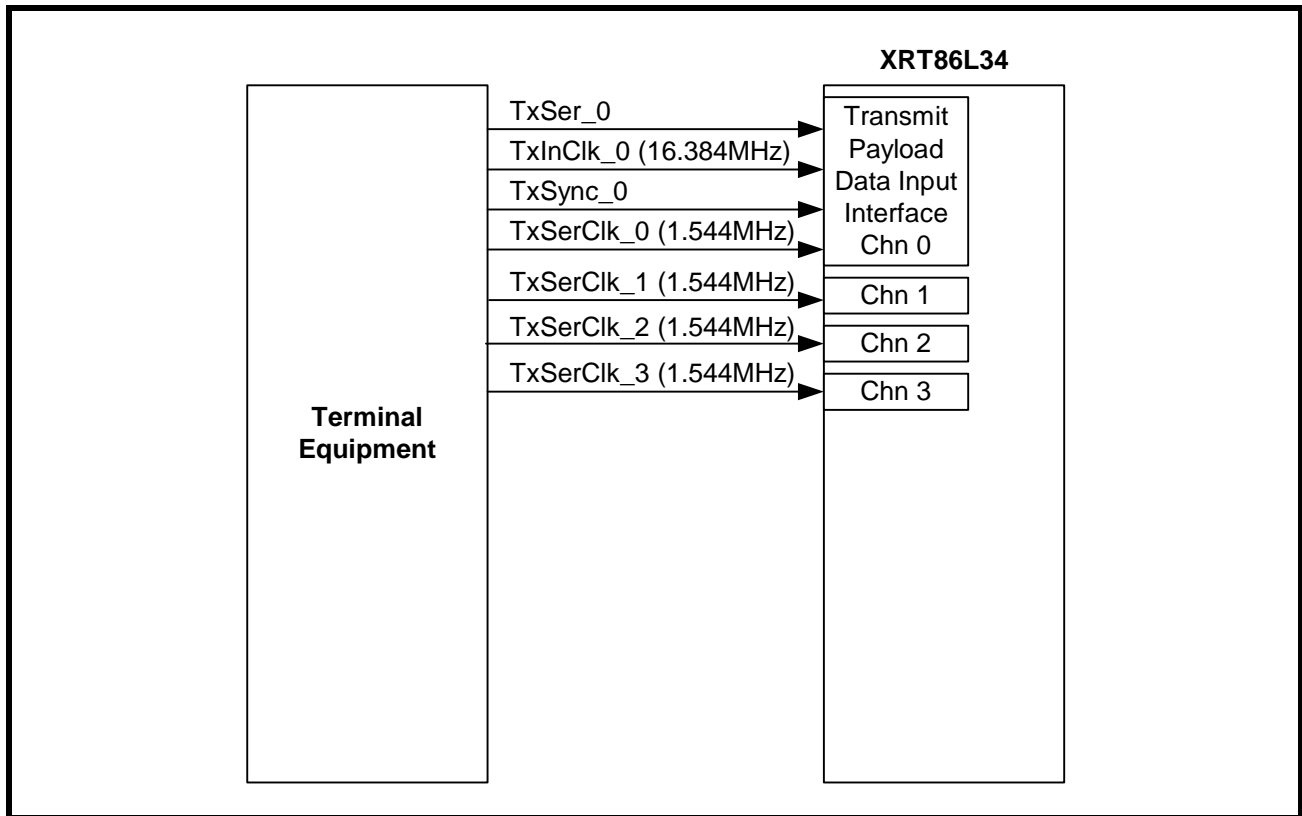 XRT86L34
TxSer_0
TxInClk_0 (16.384MHz)
TxSync_0
TxSerClk_0 (1.544MHz)
TxSerClk_1 (1.544MHz)
TxSerClk_2 (1.544MHz)
TxSerClk_3 (1.544MHz)
Transmit
Payload
Data Input
Interface
Chn 0
Chn 1
Chn 2
Chn 3
Terminal
Equipment